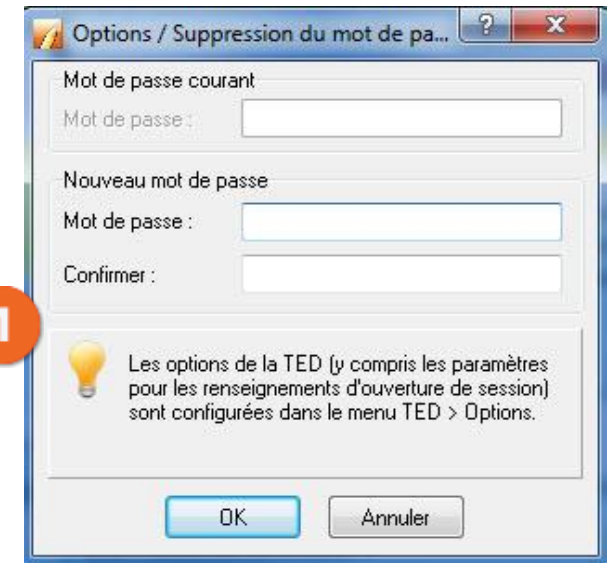 Options / Suppression du mot de pa...
?
X
Mot de passe courant
Mot de passe :
Nouveau mot de passe
Mot de passe :
Confirmer :
1
Les options de la TED (y compris les paramètres
pour les renseignements d'ouverture de session)
sont configurées dans le menu TED > Options.
OK
Annuler